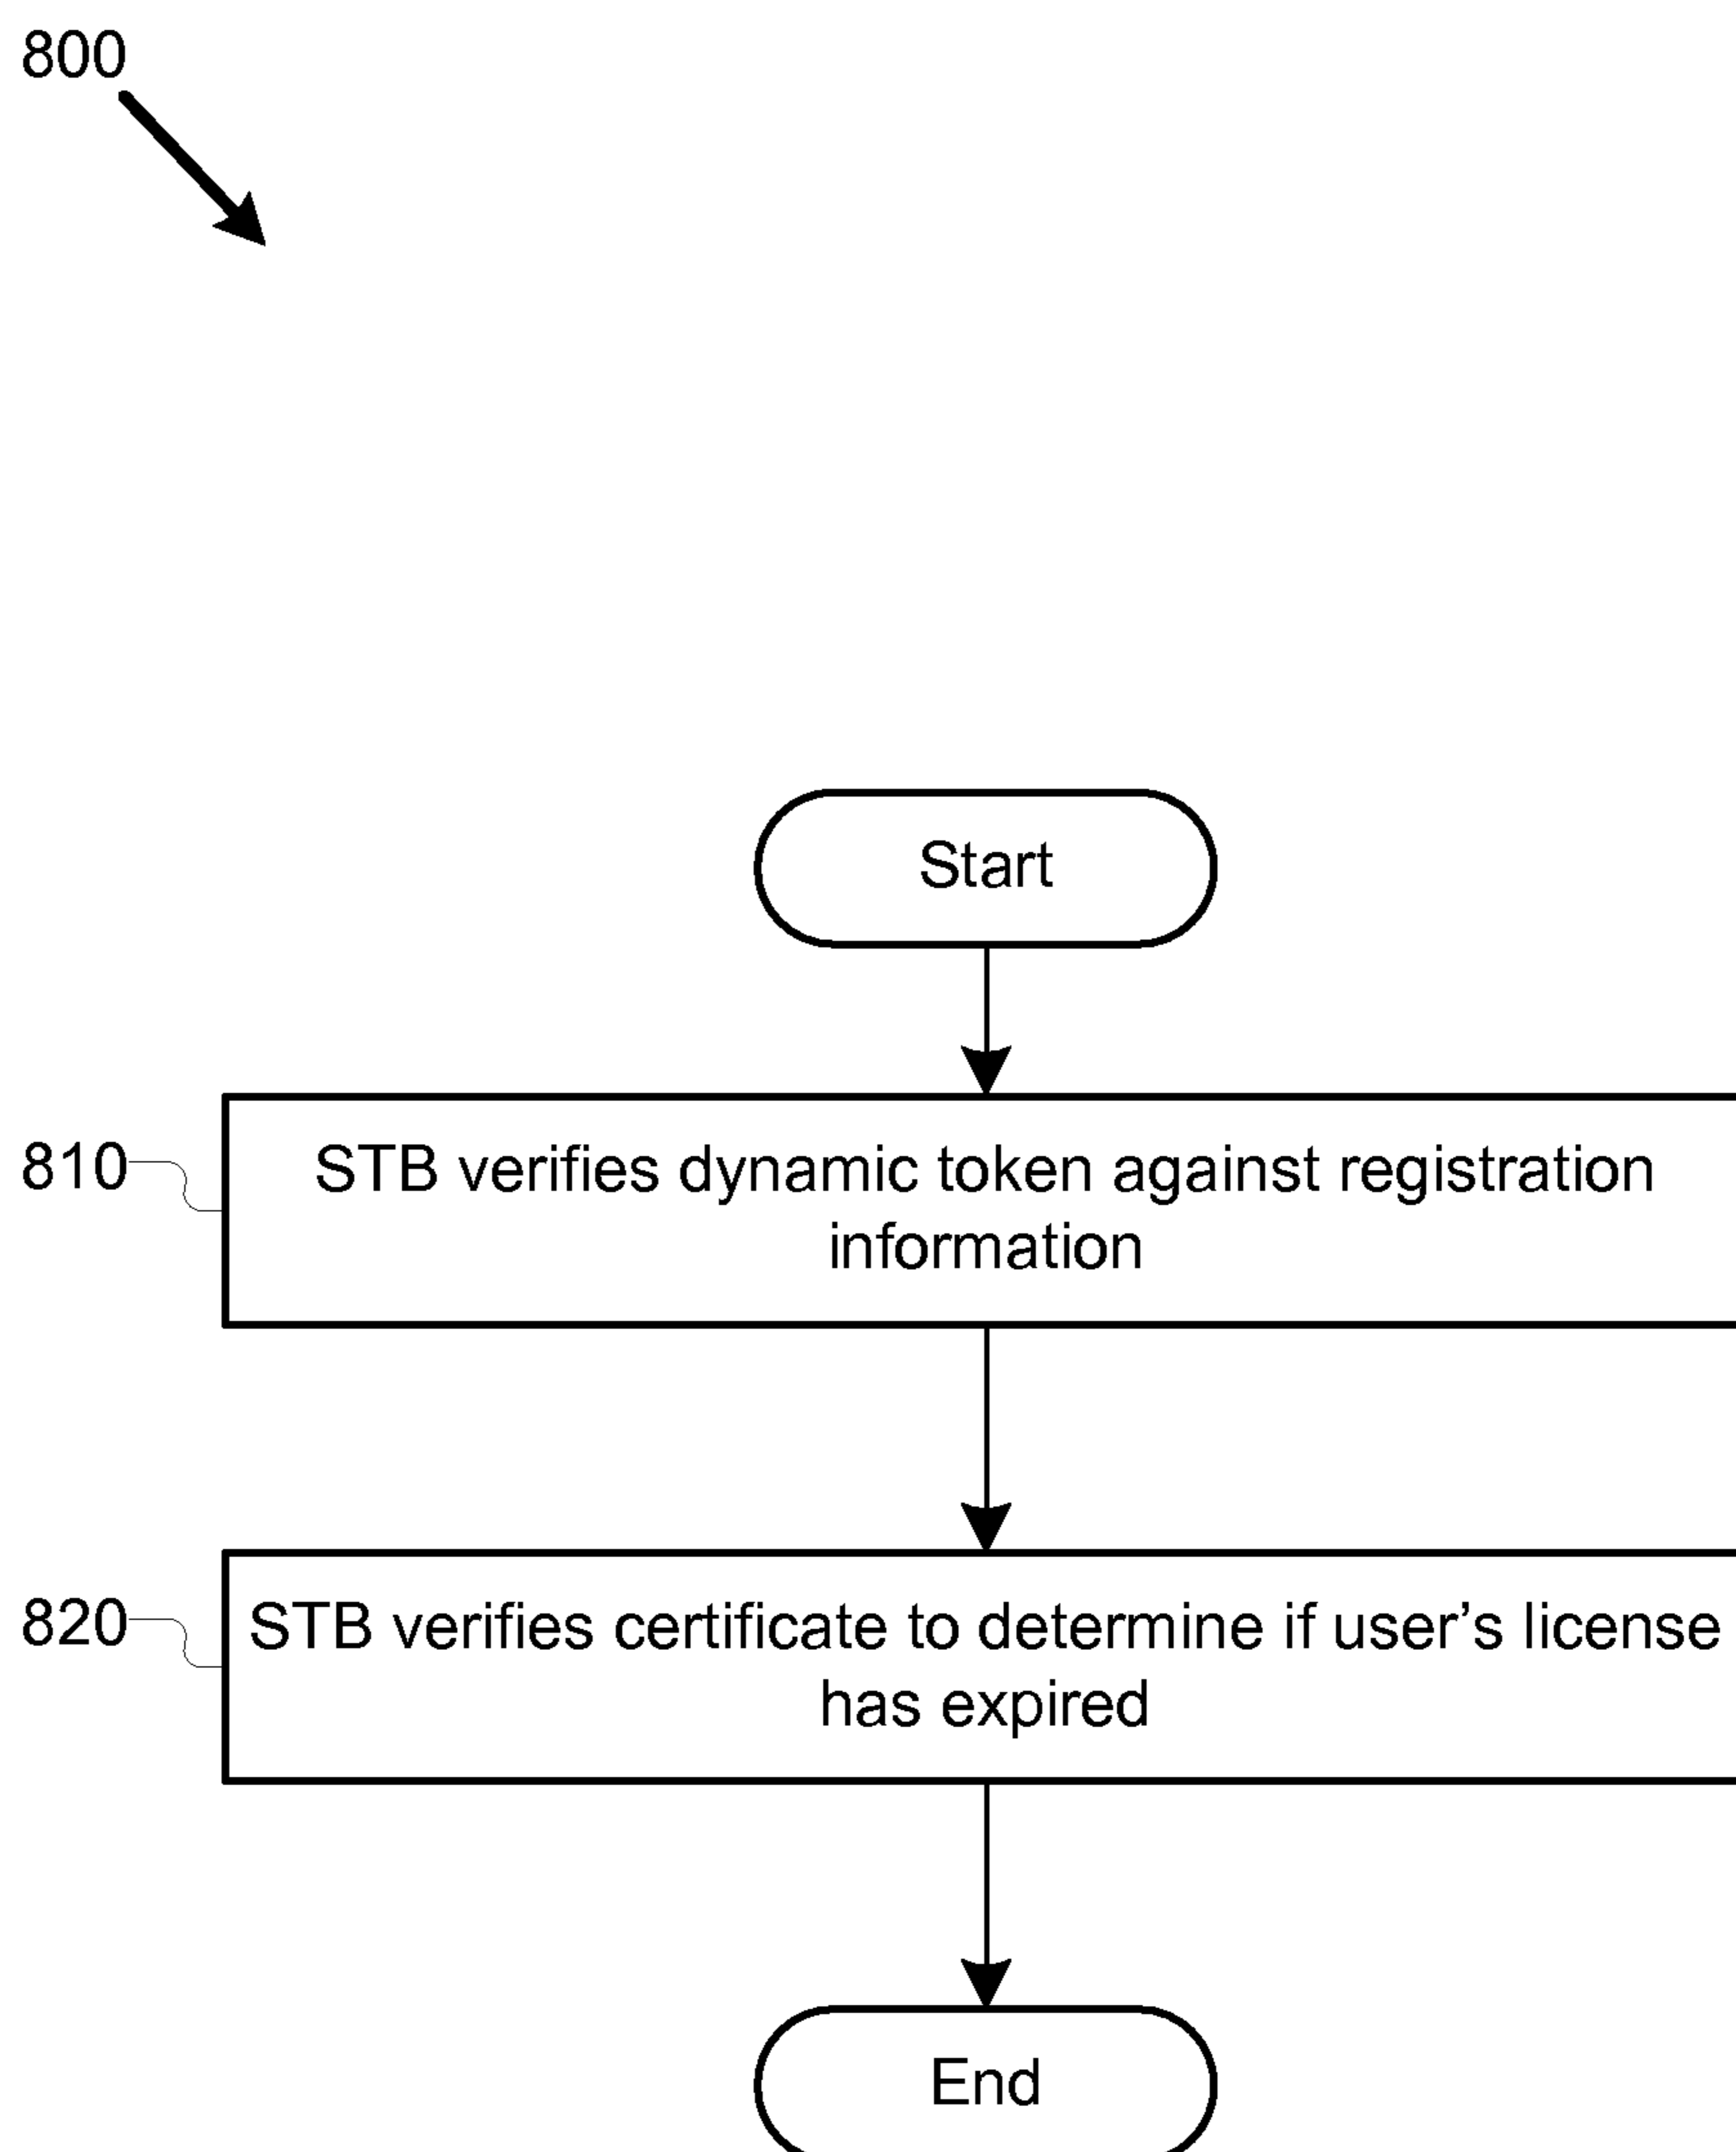 800
Start
810
STB verifies dynamic token against registration
information
820
STB verifies certificate to determine if user’s license
has expired
End